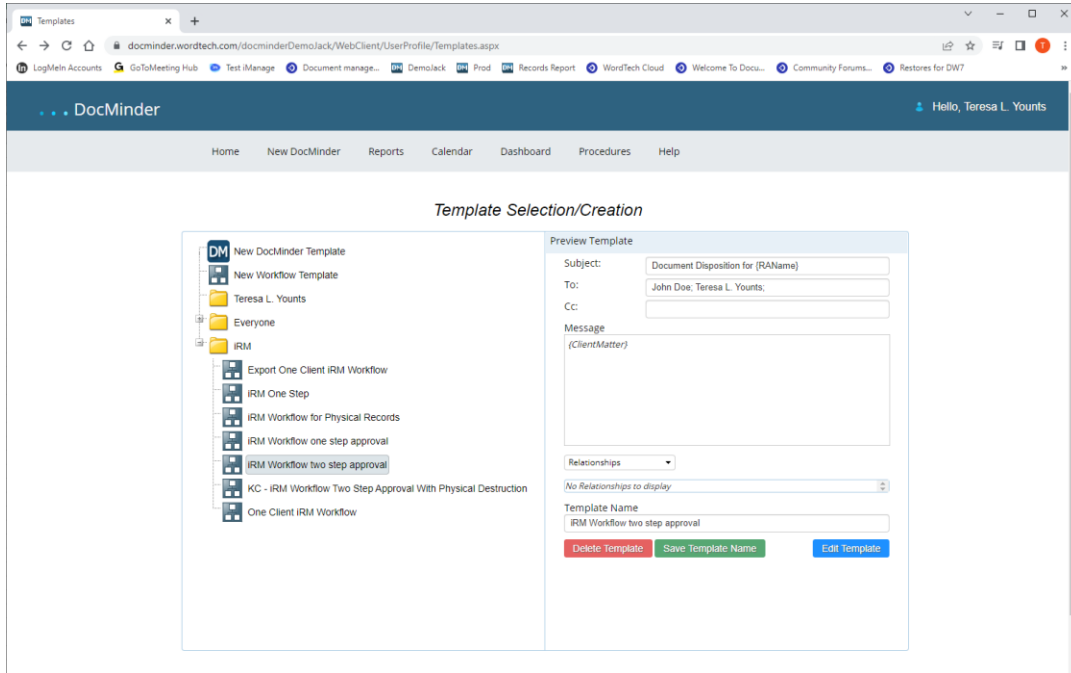 Templates
docminder.wordtech.com/docminderDemoJack/WebClient/UserProfile/Templates.aspx
LogMeIn Accounts GoToMeeting Hub Test iManage Document manage... DemoJack Prod Records Report WordTech Cloud Welcome To Docu... Community Forums... Restores for DW7 »
... DocMinder Hello, Teresa L. Younts
Home New DocMinder Reports Calendar Dashboard Procedures Help
Template Selection/Creation
DM New DocMinder Template
New Workflow Template
Teresa L. Younts
Everyone
iRM
Export One Client iRM Workflow
iRM One Step
iRM Workflow for Physical Records
iRM Workflow one step approval
iRM Workflow two step approval
KC - iRM Workflow Two Step Approval With Physical Destruction
One Client iRM Workflow
Preview Template
Subject: Document Disposition for {RAName}
To: John Doe; Teresa L. Younts;
Cc:
Message
{ClientMatter}
Relationships
No Relationships to display
Template Name
iRM Workflow two step approval
Delete Template Save Template Name Edit Template